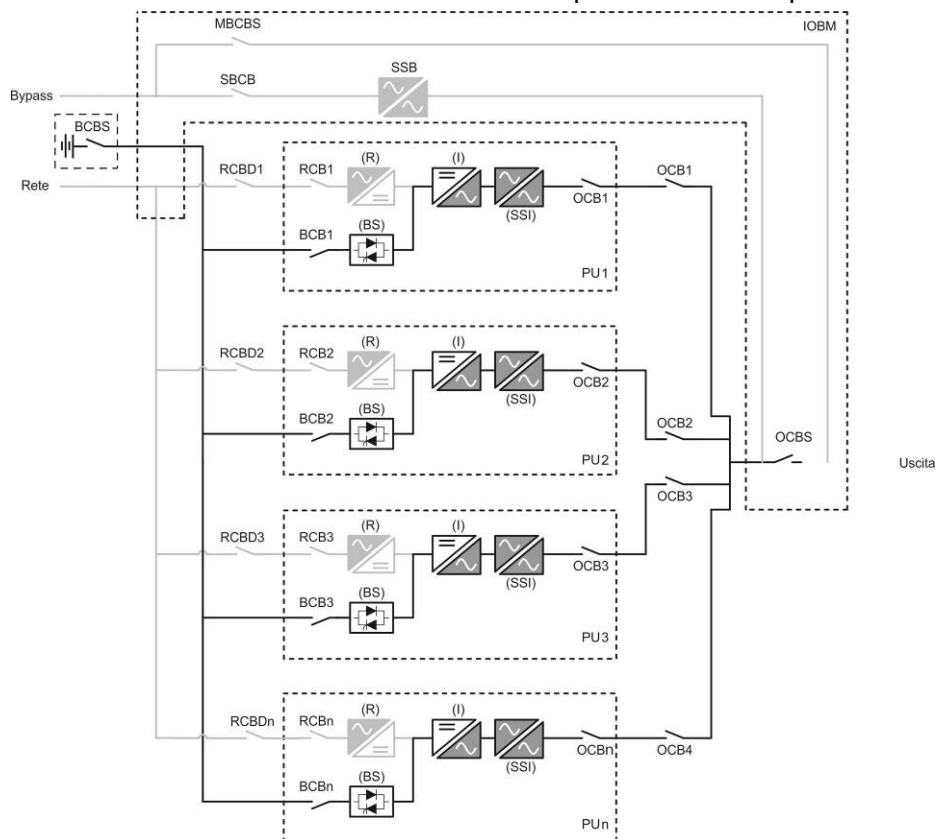 MBCBS
IOBM
SSB
SBCB
Bypass
BCBS
Rete
RCBD1
RCB1
(R)
(I)
(SSI)
OCB1
OCB1
BCB1
(BS)
PU1
RCBD2
RCB2
(R)
(I)
(SSI)
OCB2
BCB2
(BS)
PU2
OCB2
OCBS
Uscita
OCB3
RCBD3
RCB3
(R)
(I)
(SSI)
OCB3
BCB3
(BS)
PU3
RCBDn
RCBn
(R)
(I)
(SSI)
OCBn
OCB4
BCBn
(BS)
PUn